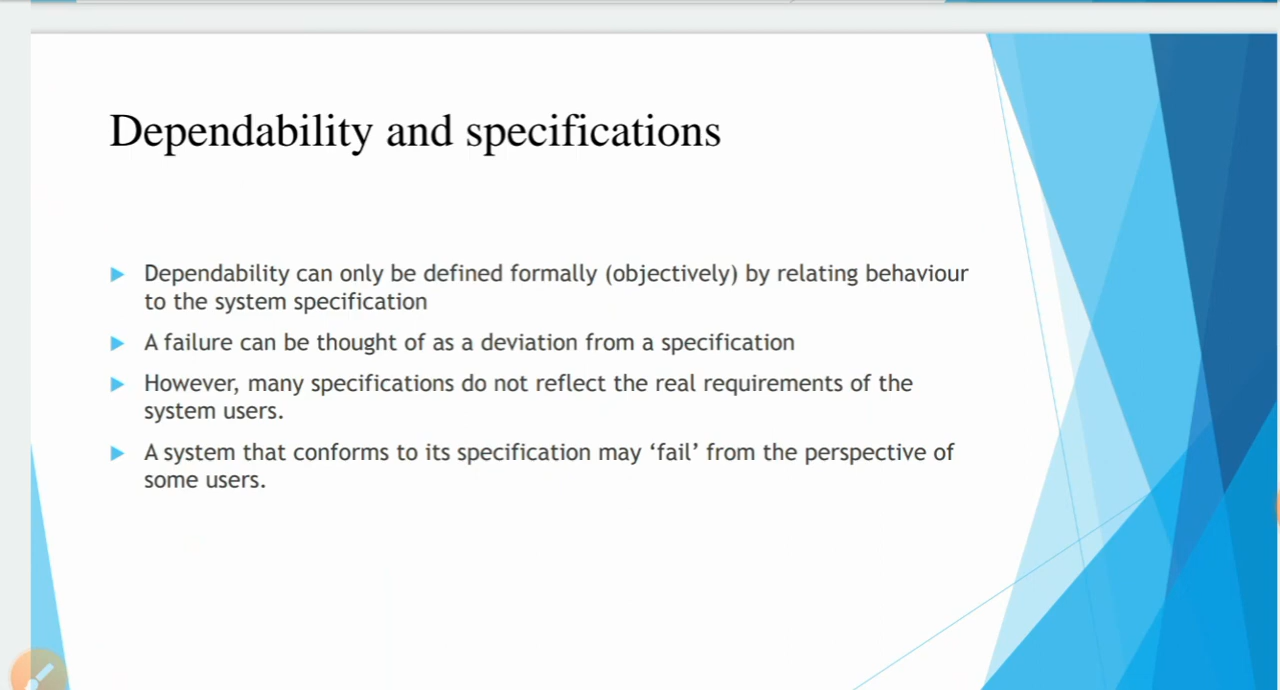 Dependability and specifications
Dependability can only be defined formally (objectively) by relating behaviour
to the system specification
A failure can be thought of as a deviation from a specification
However, many specifications do not reflect the real requirements of the
system users.
A system that conforms to its specification may ‘fail’ from the perspective of
some users.